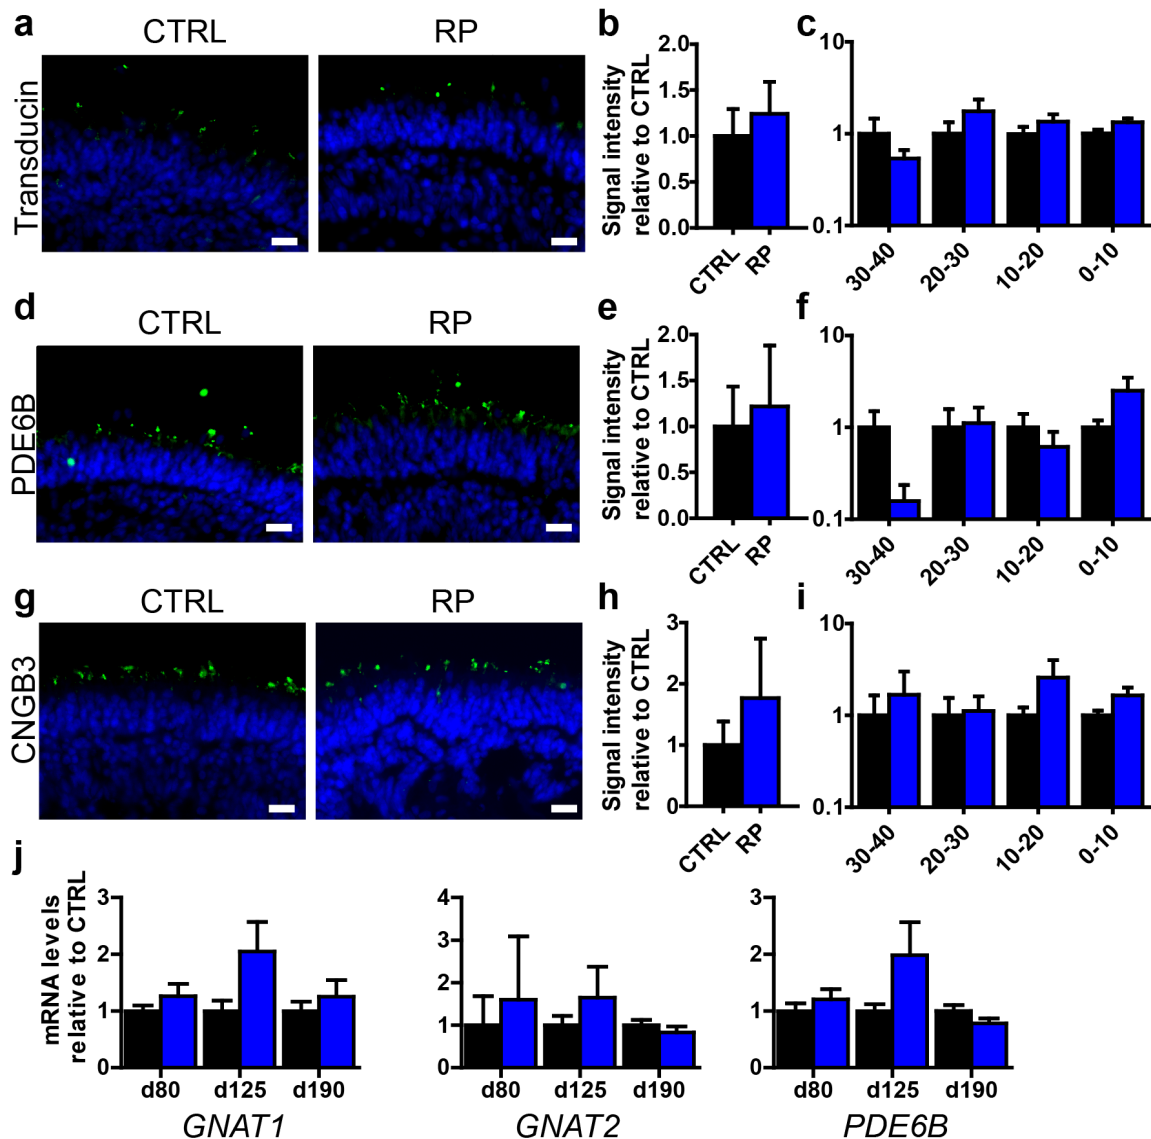 a
CTRL
RP
Transducin
b
Signal intensity
relative to CTRL
2.0
1.5
1.0
0.5
0.0
CTRL
RP
c
10
1
0.1
30-40
20-30
10-20
0-10
d
CTRL
RP
PDE6B
e
Signal intensity
relative to CTRL
2.0
1.5
1.0
0.5
0.0
CTRL
RP
f
10
1
0.1
30-40
20-30
10-20
0-10
g
CTRL
RP
CNGB3
h
Signal intensity
relative to CTRL
3
2
1
0
CTRL
RP
i
10
1
0.1
30-40
20-30
10-20
0-10
j
mRNA levels
relative to CTRL
3
2
1
0
d80 d125 d190
GNAT1
4
3
2
1
0
d80 d125 d190
GNAT2
3
2
1
0
d80 d125 d190
PDE6B